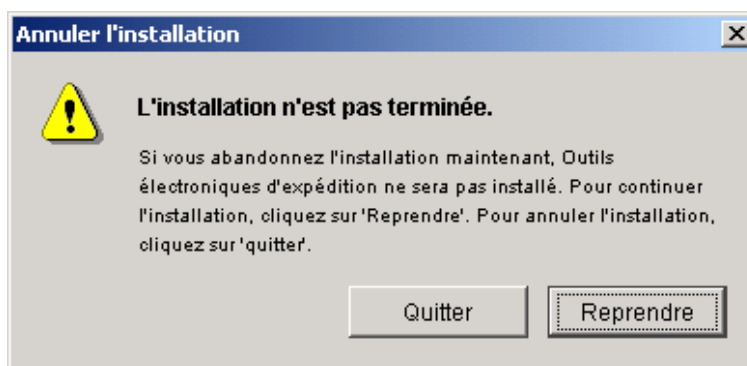 Annuler l'installation
L'installation n'est pas terminée.
Si vous abandonnez l'installation maintenant, Outils
électroniques d'expédition ne sera pas installé. Pour continuer
l'installation, cliquez sur 'Reprendre'. Pour annuler l'installation,
cliquez sur 'quitter'.
Quitter Reprendre